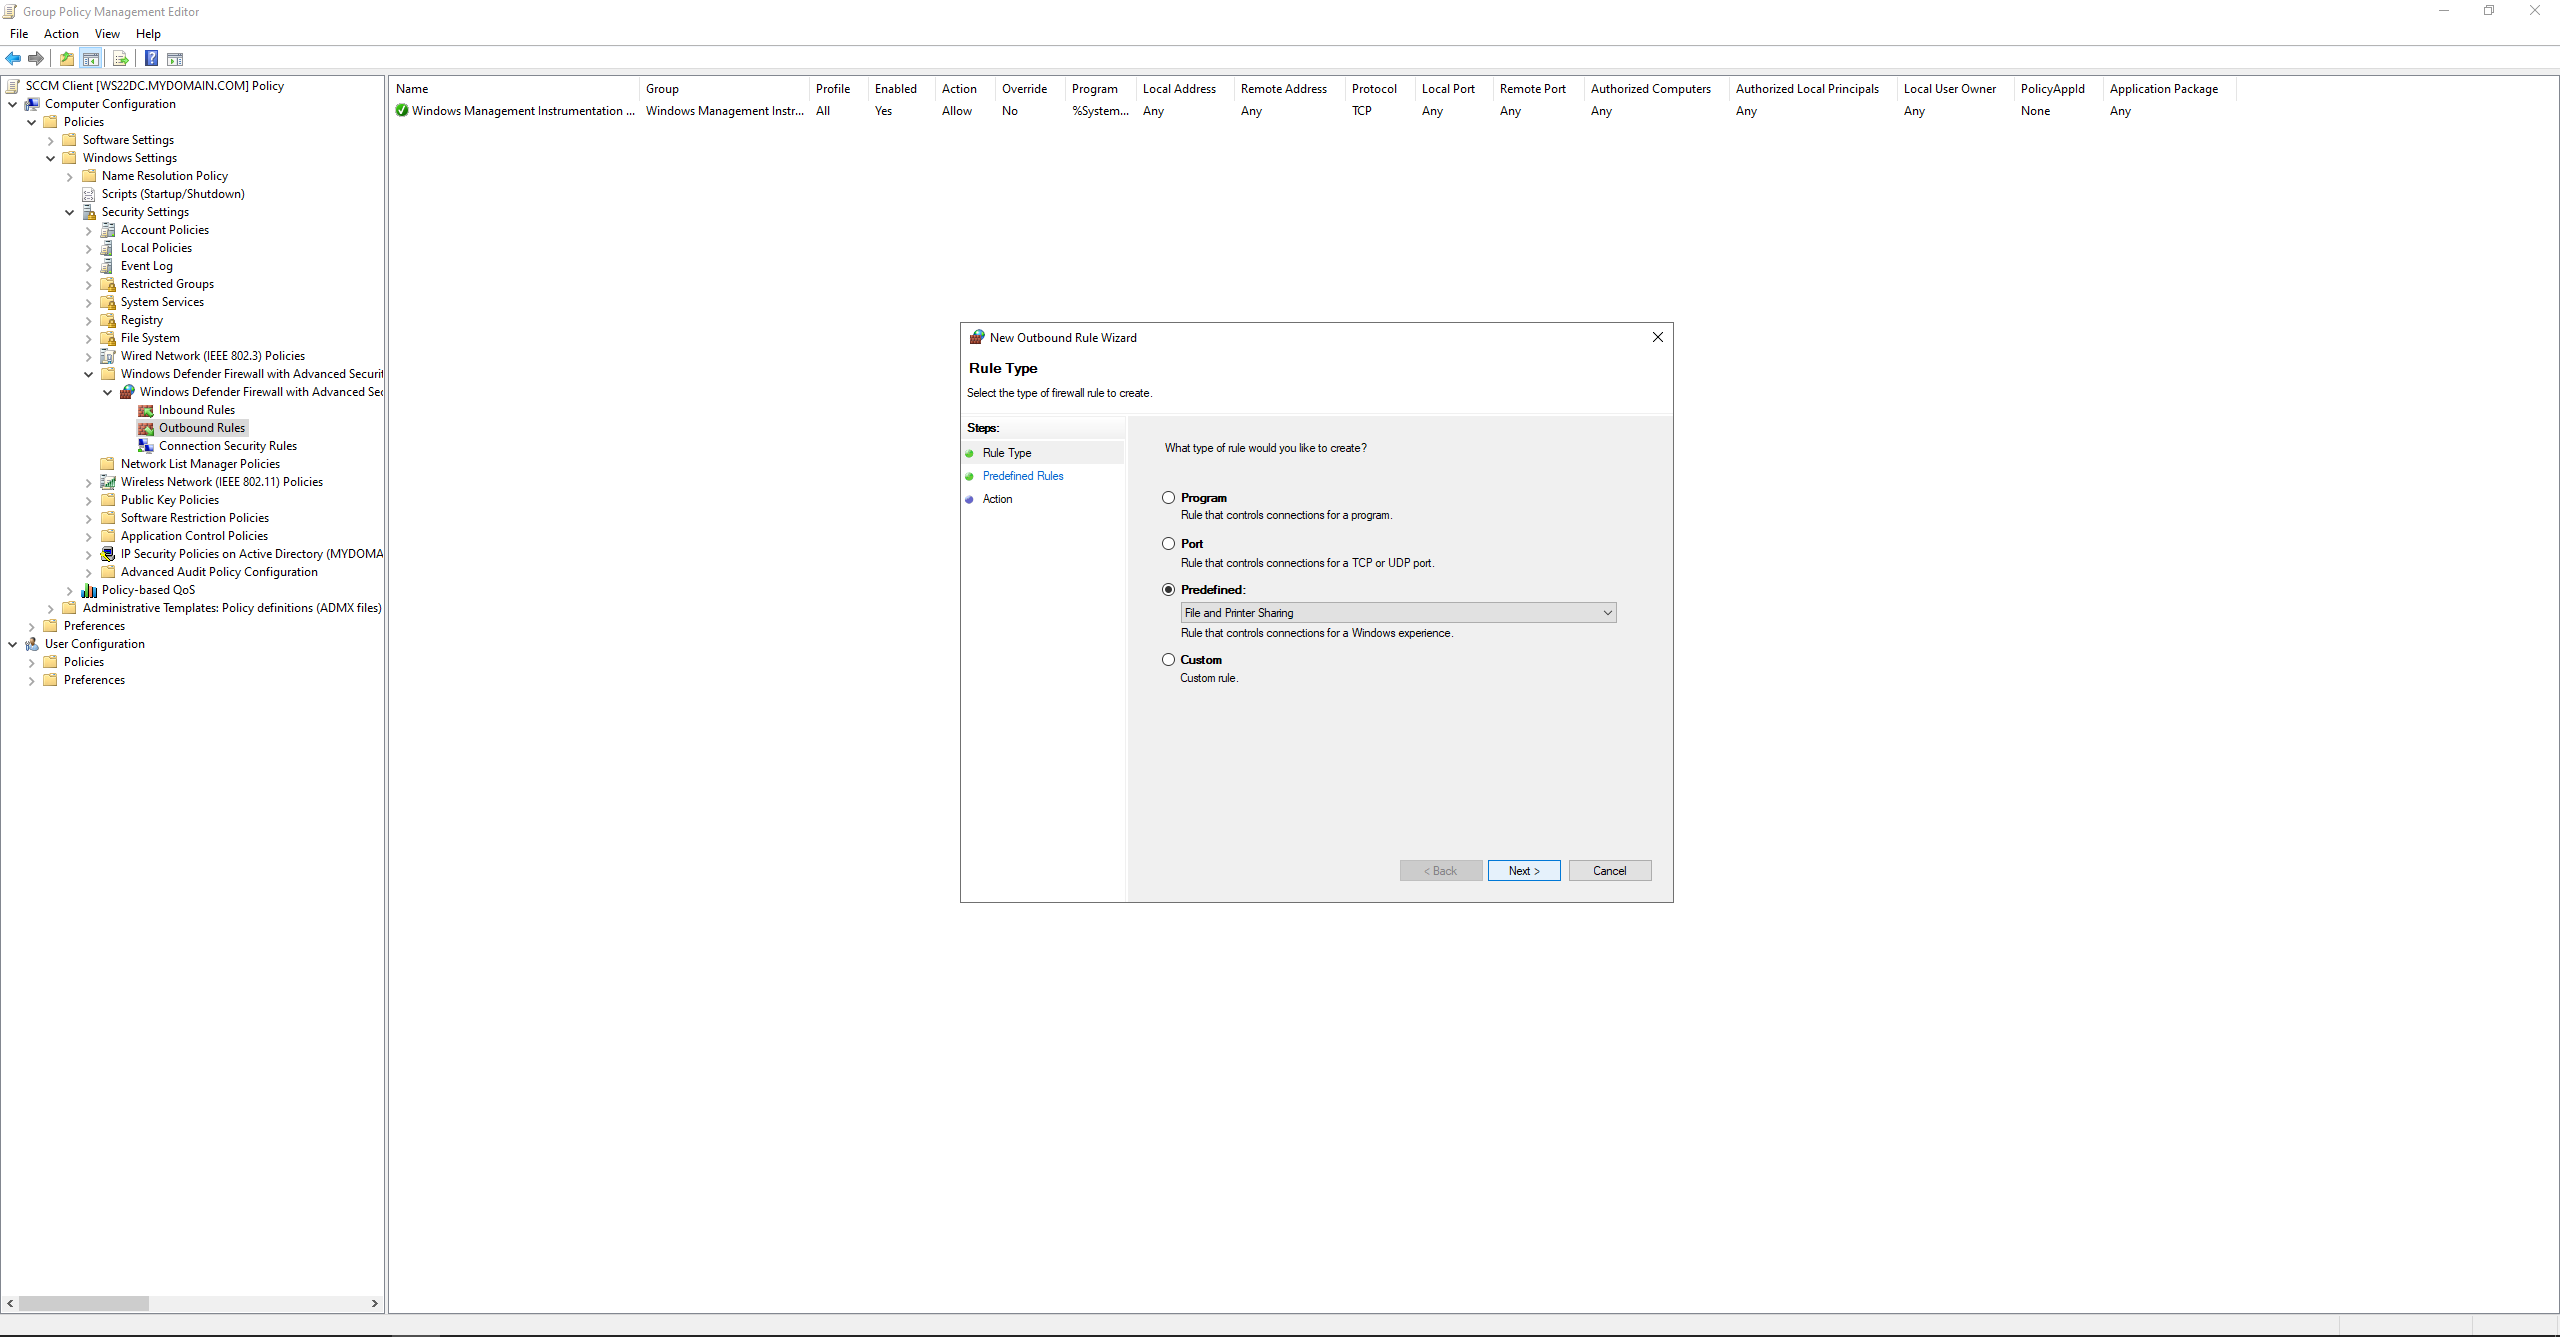 Group Policy Management Editor
File Action View Help
SCCM Client [WS22DC.MYDOMAIN.COM] Policy
Computer Configuration
Policies
Software Settings
Windows Settings
Name Resolution Policy
Scripts (Startup/Shutdown)
Security Settings
Account Policies
Local Policies
Event Log
Restricted Groups
System Services
Registry
File System
Wired Network (IEEE 802.3) Policies
Windows Defender Firewall with Advanced Securit
Windows Defender Firewall with Advanced Sec
Inbound Rules
Outbound Rules
Connection Security Rules
Network List Manager Policies
Wireless Network (IEEE 802.11) Policies
Public Key Policies
Software Restriction Policies
Application Control Policies
IP Security Policies on Active Directory (MYDOMA
Advanced Audit Policy Configuration
Policy-based QoS
Administrative Templates: Policy definitions (ADMX files)
Preferences
User Configuration
Policies
Preferences
Name Group Profile Enabled Action Override Program Local Address Remote Address Protocol Local Port Remote Port Authorized Computers Authorized Local Principals Local User Owner PolicyAppId Application Package
Windows Management Instrumentation ... Windows Management Instr... All Yes Allow No %System... Any Any TCP Any Any Any Any Any None Any
New Outbound Rule Wizard
Rule Type
Select the type of firewall rule to create.
Steps:
Rule Type
Predefined Rules
Action
What type of rule would you like to create?
Program
Rule that controls connections for a program.
Port
Rule that controls connections for a TCP or UDP port.
Predefined:
File and Printer Sharing
Rule that controls connections for a Windows experience.
Custom
Custom rule.
< Back Next > Cancel